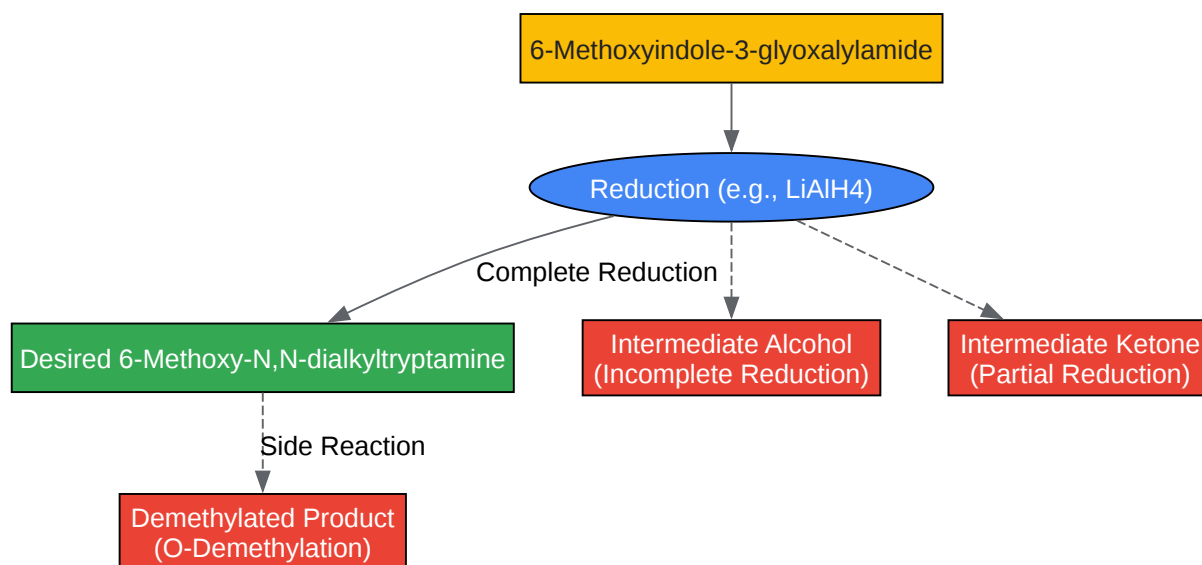 6-Methoxyindole-3-glyoxalylamide
Reduction (e.g., LiAlH4)
Complete Reduction
Desired 6-Methoxy-N,N-dialkyltryptamine
Intermediate Alcohol
(Incomplete Reduction)
Intermediate Ketone
(Partial Reduction)
Side Reaction
Demethylated Product
(O-Demethylation)